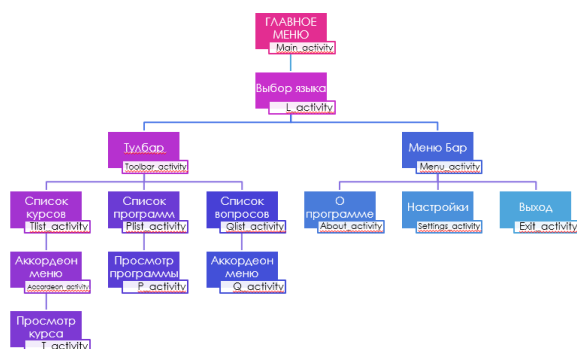 ГЛАВНОЕ
МЕНЮ
Main_activity
Выбор языка
L_activity
Тулбар
Toolbar_activity
Меню Бар
Menu_activity
Список
курсов
Tlist_activity
Список
программ
Plist_activity
Список
вопросов
Qlist_activity
О
программе
About_activity
Настройки
Settings_activity
Выход
Exit_activity
Аккордеон
меню
Accordeon_activity
Просмотр
программы
P_activity
Аккордеон
меню
Q_activity
Просмотр
курса
T_activity